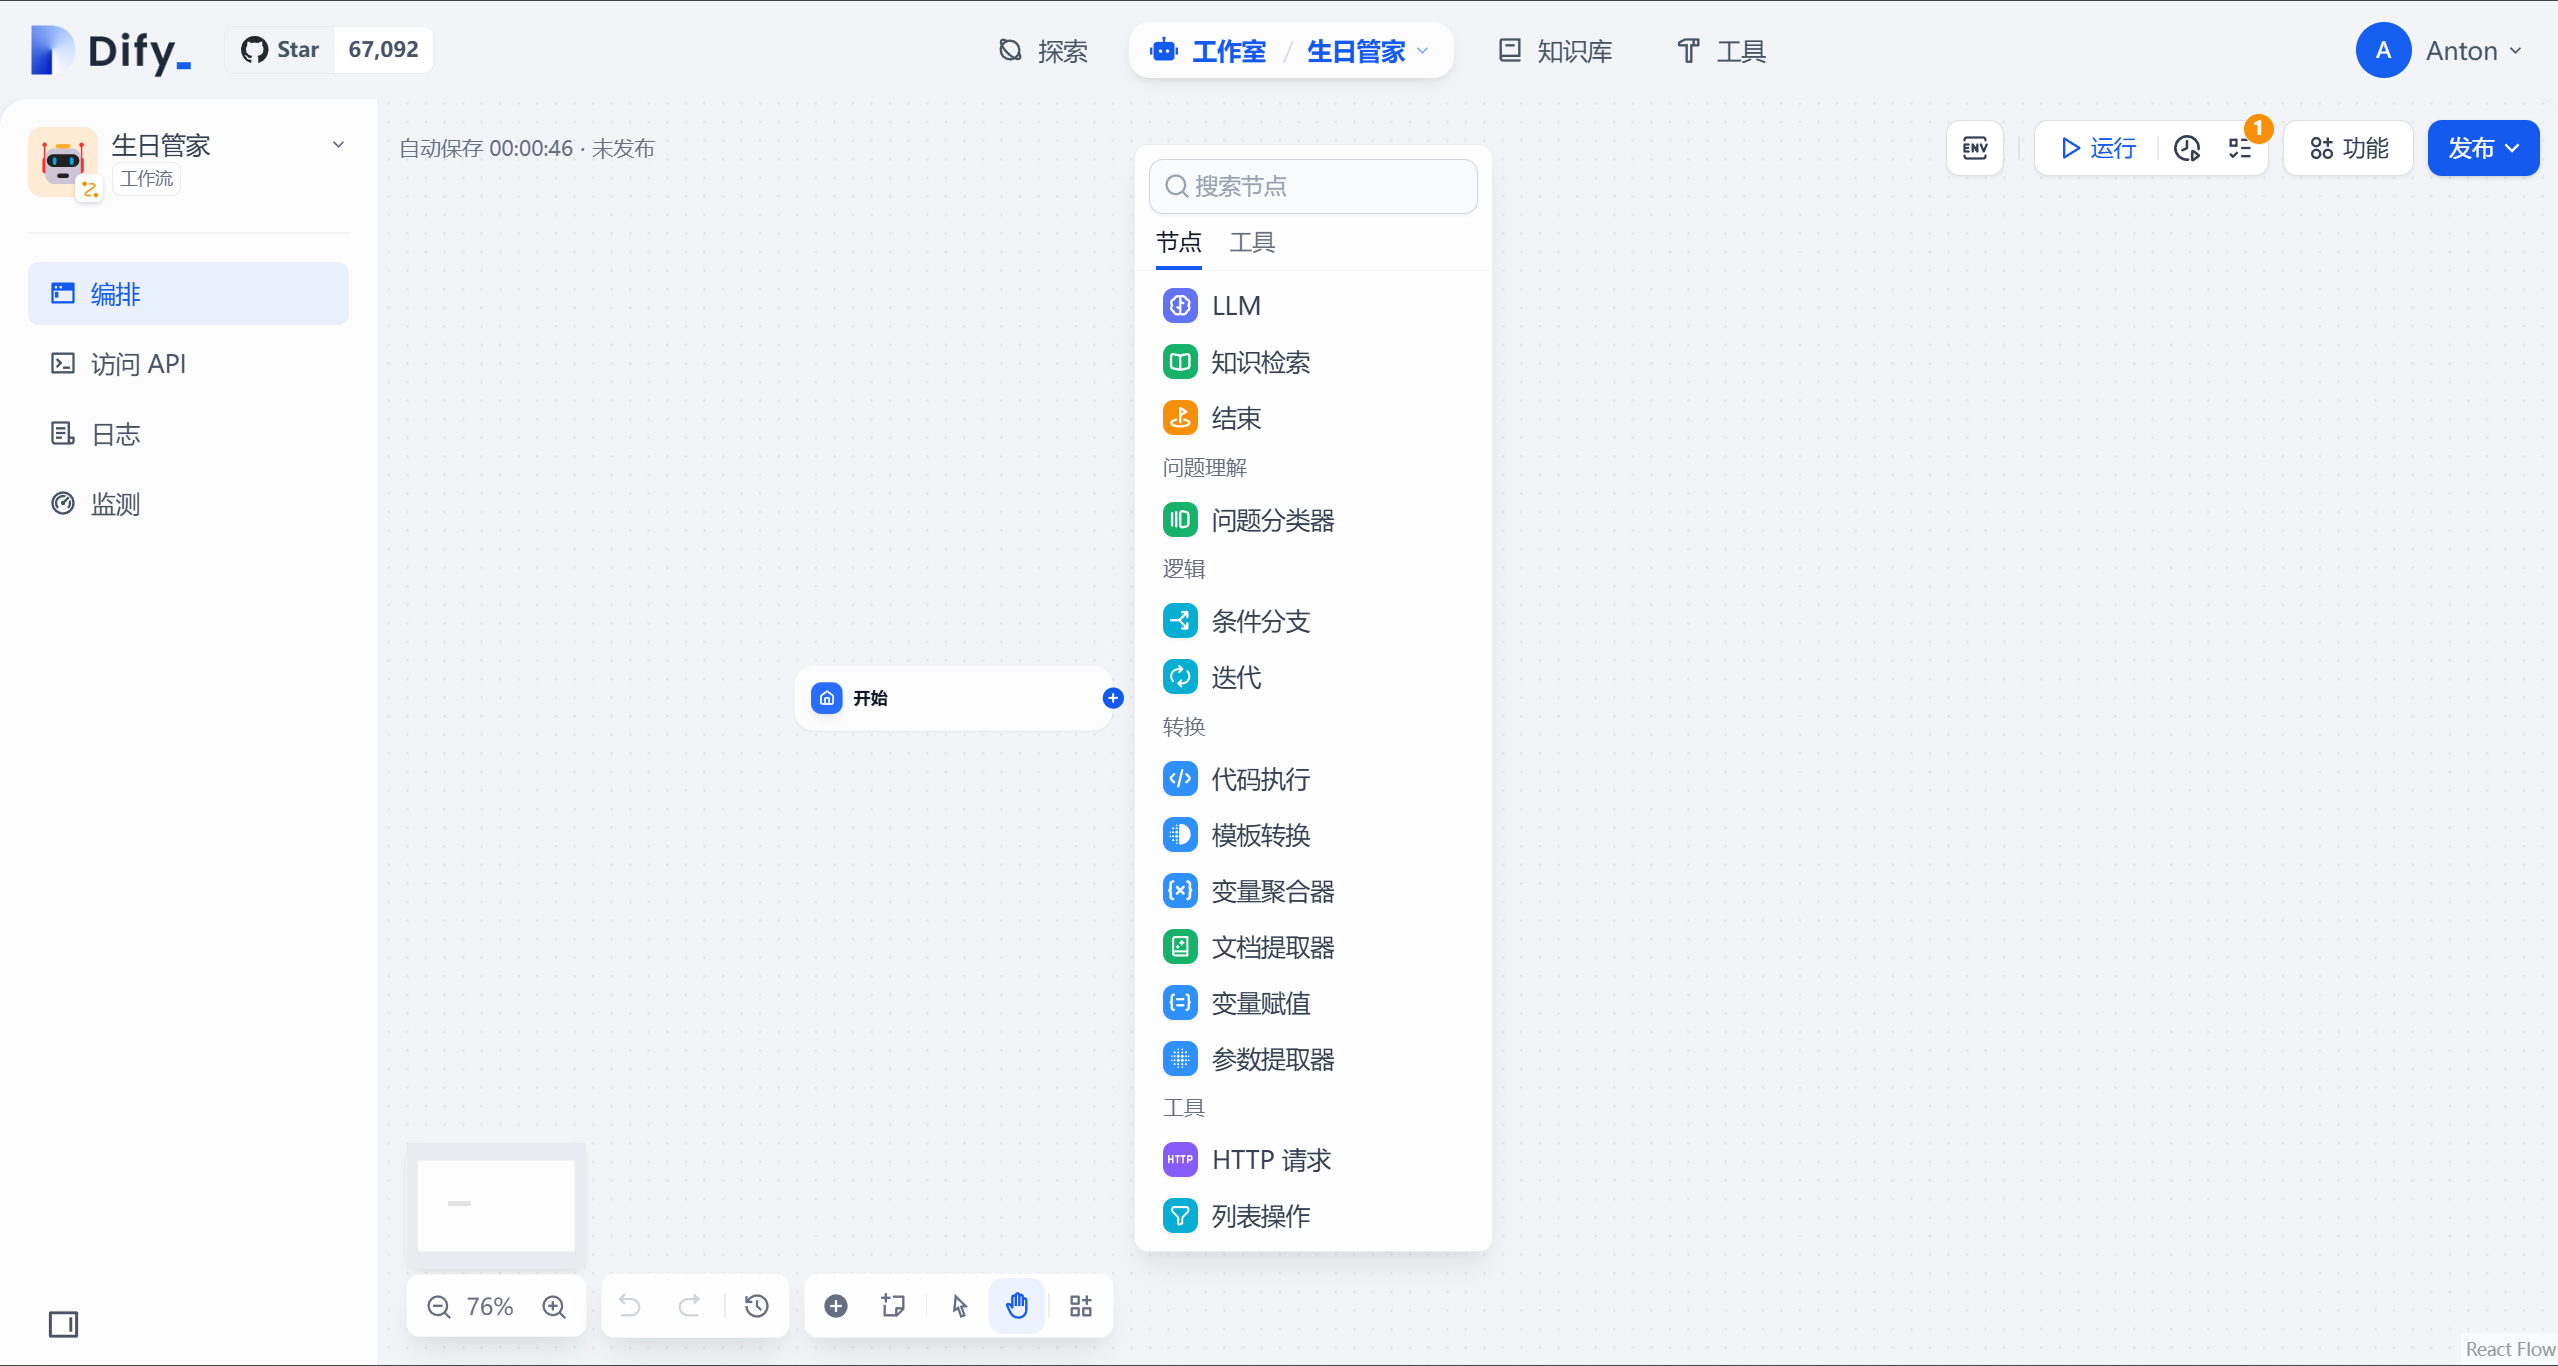 Dify_
Star 67,092
探索
工作室 / 生日管家
知识库
工具
A Anton
生日管家
工作流
编排
访问 API
日志
监测
自动保存 00:00:46 · 未发布
ENV
运行
1
功能
发布
开始
搜索节点
节点 工具
LLM
知识检索
结束
问题理解
问题分类器
逻辑
条件分支
迭代
转换
代码执行
模板转换
变量聚合器
文档提取器
变量赋值
参数提取器
工具
HTTP HTTP 请求
列表操作
76%
React Flow